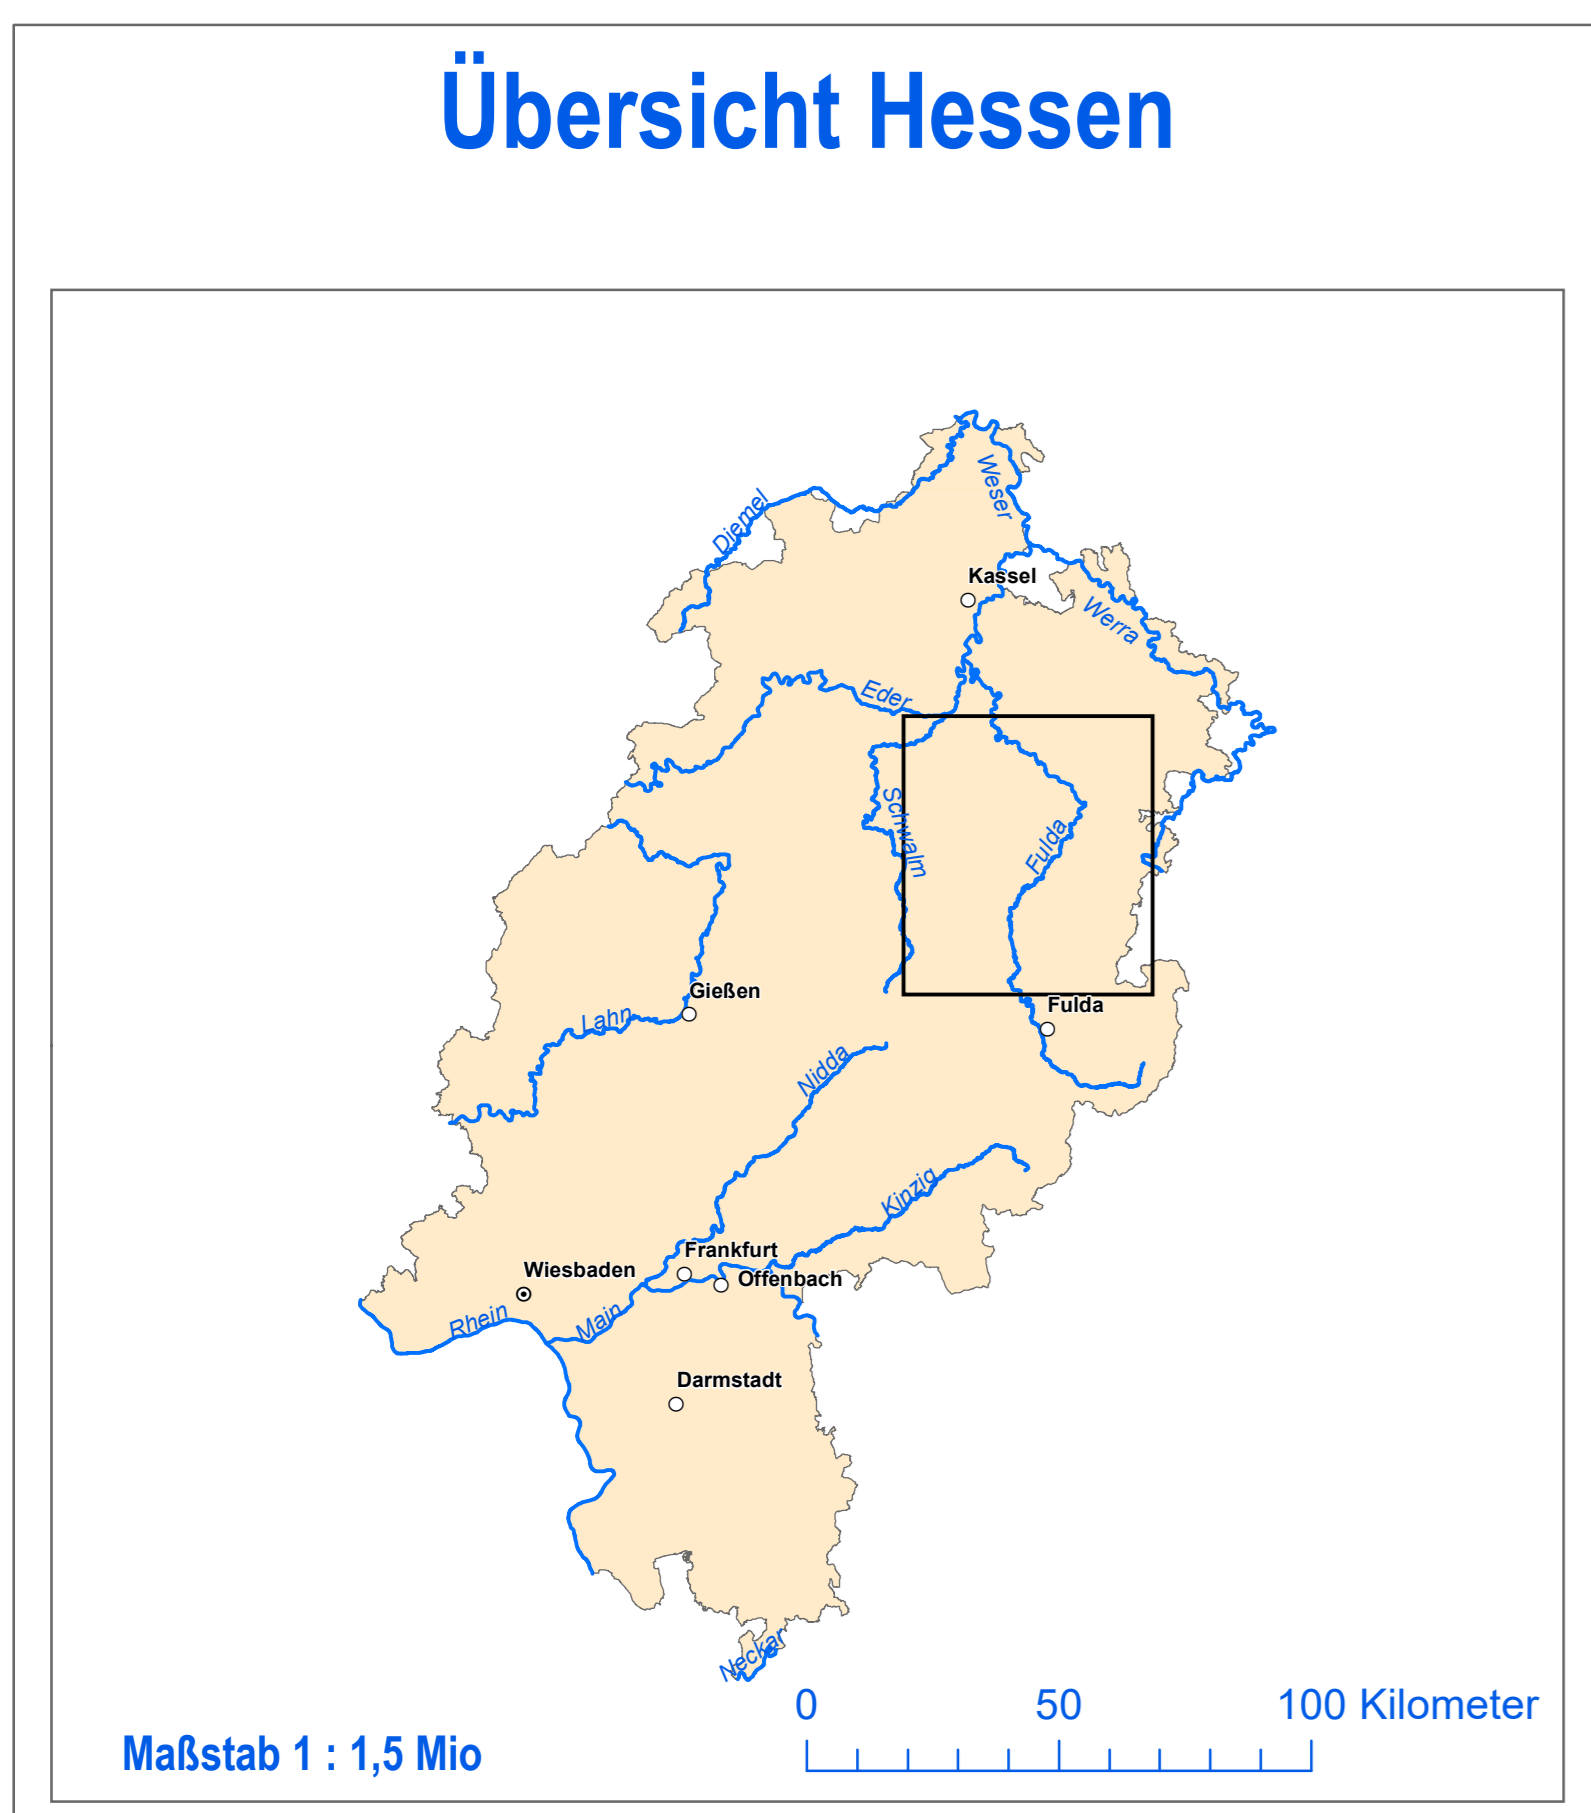 Übersicht Hessen
Diemel
Weser
Kassel
Werra
Eder
Schwalm
Fulda
Gießen
Fulda
Lahn
Nidda
Kinzig
Frankfurt
Wiesbaden
Offenbach
Rhein
Main
Darmstadt
Neckar
0 50 100 Kilometer
Maßstab 1 : 1,5 Mio